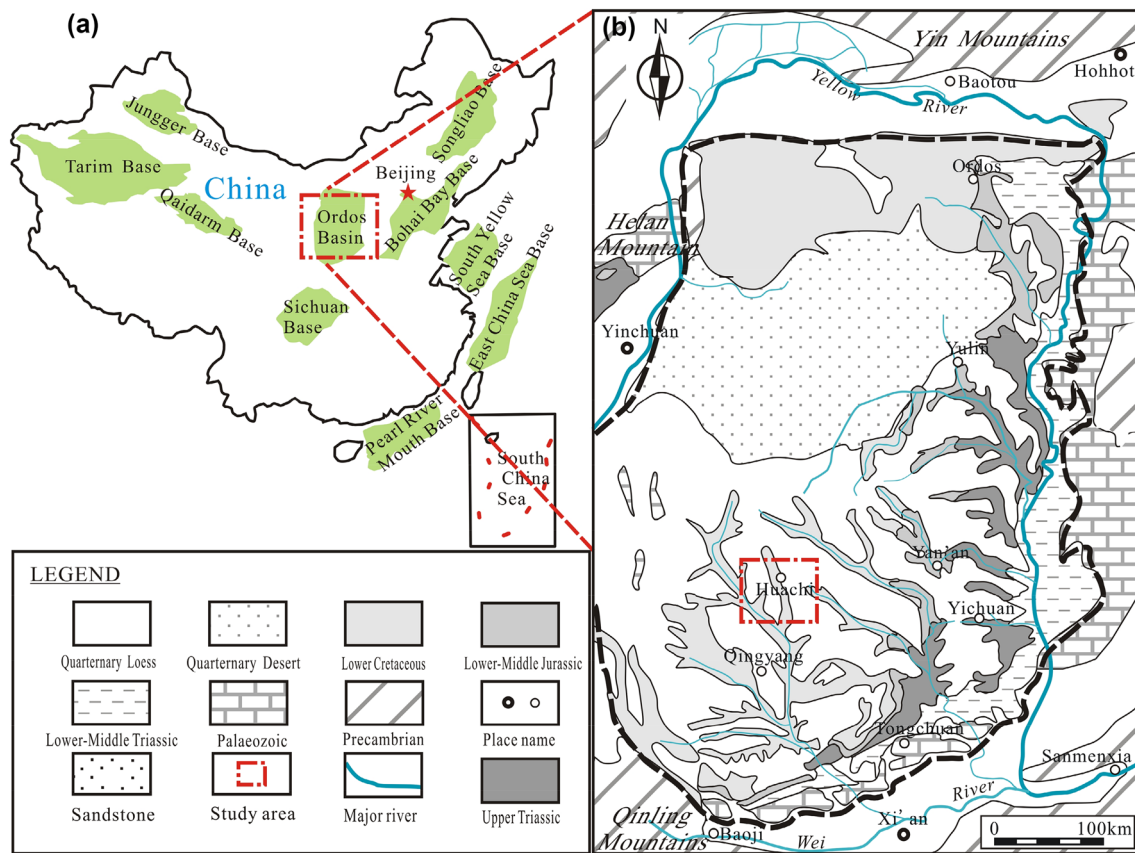 (a)
Jungger Base
Tarim Base
Qaidarm Base
China
Songliao Base
Beijing
Ordos
Basin
Bohai Bay Base
South Yellow
Sea Base
East China Sea Base
Sichuan
Base
Pearl River
Mouth Base
South
China
Sea
(b)
N
Yin Mountains
Hohhot
Baotou
Yellow
River
Ordos
Helan
Mountain
Yinchuan
Yulin
Yan'an
Huachi
Yichuan
Qingyang
Tongchuan
Sanmenxia
River
Qinling
Mountains
Baoji
Wei
Xi' an
0 100km
LEGEND
Quarternary Loess
Quarternary Desert
Lower Cretaceous
Lower-Middle Jurassic
Lower-Middle Triassic
Palaeozoic
Precambrian
Place name
Sandstone
Study area
Major river
Upper Triassic